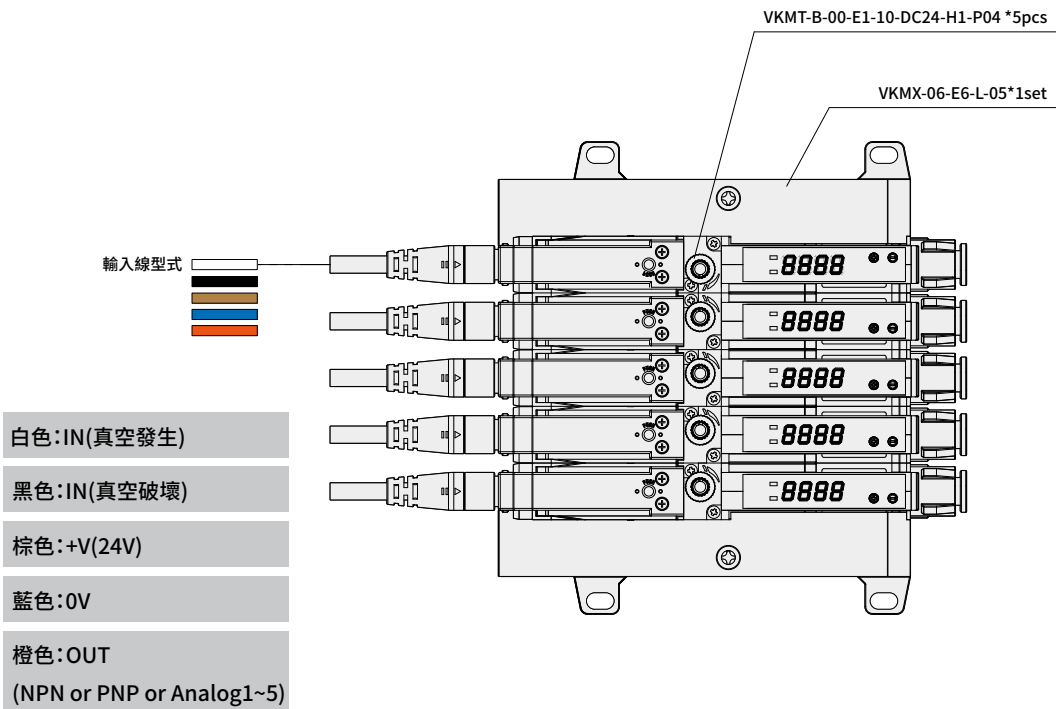 VKMT-B-00-E1-10-DC24-H1-P04 *5pcs
VKMX-06-E6-L-05*1set
輸入線型式
8888
8888
8888
8888
8888
白色:IN(真空發生)
黑色:IN(真空破壞)
棕色:+V(24V)
藍色:0V
橙色:OUT
(NPN or PNP or Analog1~5)